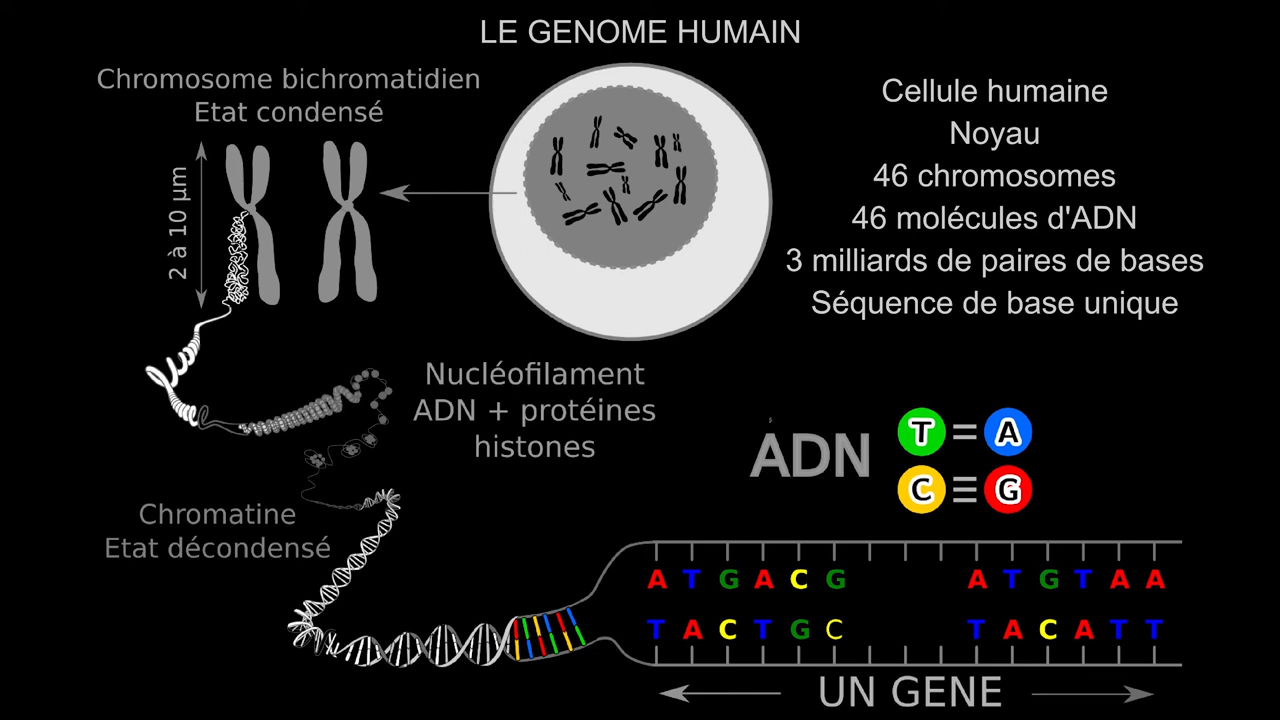 LE GENOME HUMAIN
Chromosome bichromatidien
Etat condensé
2 à 10 µm
Cellule humaine
Noyau
46 chromosomes
46 molécules d'ADN
3 milliards de paires de bases
Séquence de base unique
Nucléofilament
ADN + protéines
histones
Chromatine
Etat décondensé
ADN
T = A
C ≡ G
A T G A C G A T G T A A
T A C T G C T A C A T T
UN GENE